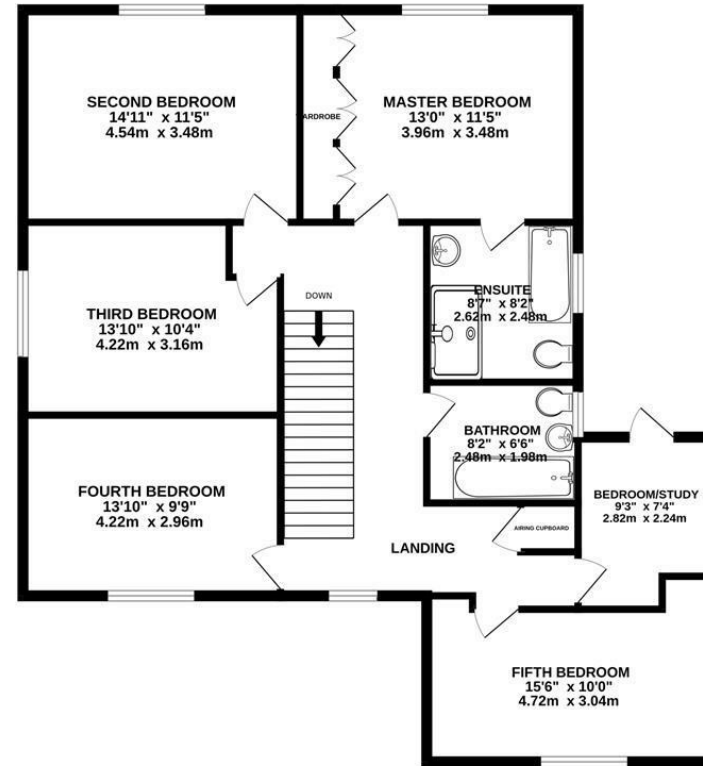 SECOND BEDROOM
14'11" x 11'5"
4.54m x 3.48m
MASTER BEDROOM
13'0" x 11'5"
3.96m x 3.48m
ARDROBE
THIRD BEDROOM
13'10" x 10'4"
4.22m x 3.16m
DOWN
ENSUITE
8'7" x 8'2"
2.62m x 2.48m
BATHROOM
8'2" x 6'6"
2.48m x 1.98m
FOURTH BEDROOM
13'10" x 9'9"
4.22m x 2.96m
BEDROOM/STUDY
9'3" x 7'4"
2.82m x 2.24m
AIRING CUPBOARD
LANDING
FIFTH BEDROOM
15'6" x 10'0"
4.72m x 3.04m